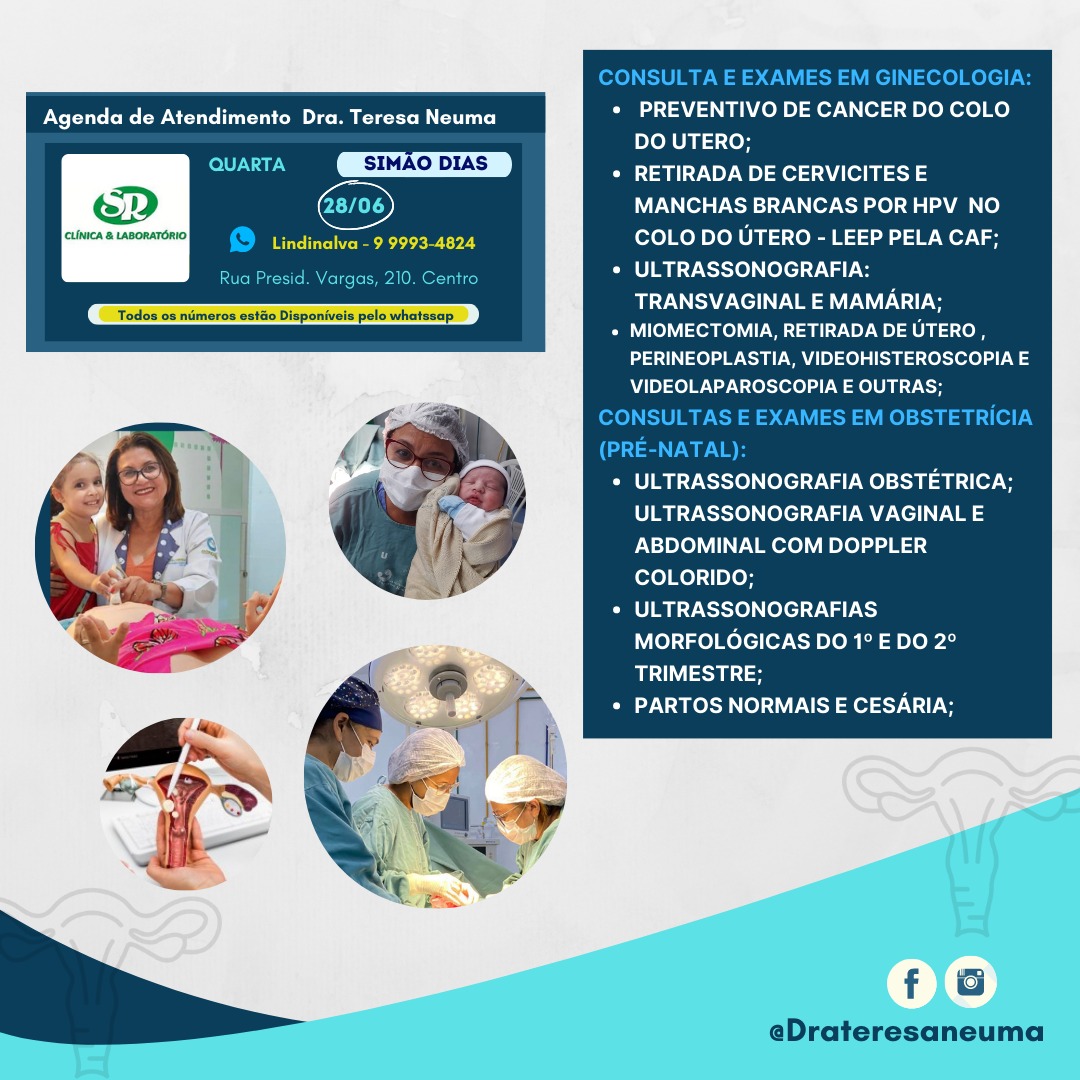 Agenda de Atendimento Dra. Teresa Neuma
SR
CLÍNICA & LABORATÓRIO
QUARTA
SIMÃO DIAS
28/06
Lindinalva - 9 9993-4824
Rua Presid. Vargas, 210. Centro
Todos os números estão Disponíveis pelo whatssap
CONSULTA E EXAMES EM GINECOLOGIA:
• PREVENTIVO DE CANCER DO COLO
DO UTERO;
• RETIRADA DE CERVICITES E
MANCHAS BRANCAS POR HPV NO
COLO DO ÚTERO - LEEP PELA CAF;
• ULTRASSONOGRAFIA:
TRANSVAGINAL E MAMÁRIA;
• MIOMECTOMIA, RETIRADA DE ÚTERO ,
PERINEOPLASTIA, VIDEOHISTEROSCOPIA E
VIDEOLAPAROSCOPIA E OUTRAS;
CONSULTAS E EXAMES EM OBSTETRÍCIA
(PRÉ-NATAL):
• ULTRASSONOGRAFIA OBSTÉTRICA;
ULTRASSONOGRAFIA VAGINAL E
ABDOMINAL COM DOPPLER
COLORIDO;
• ULTRASSONOGRAFIAS
MORFOLÓGICAS DO 1º E DO 2º
TRIMESTRE;
• PARTOS NORMAIS E CESÁRIA;
@Drateresaneuma